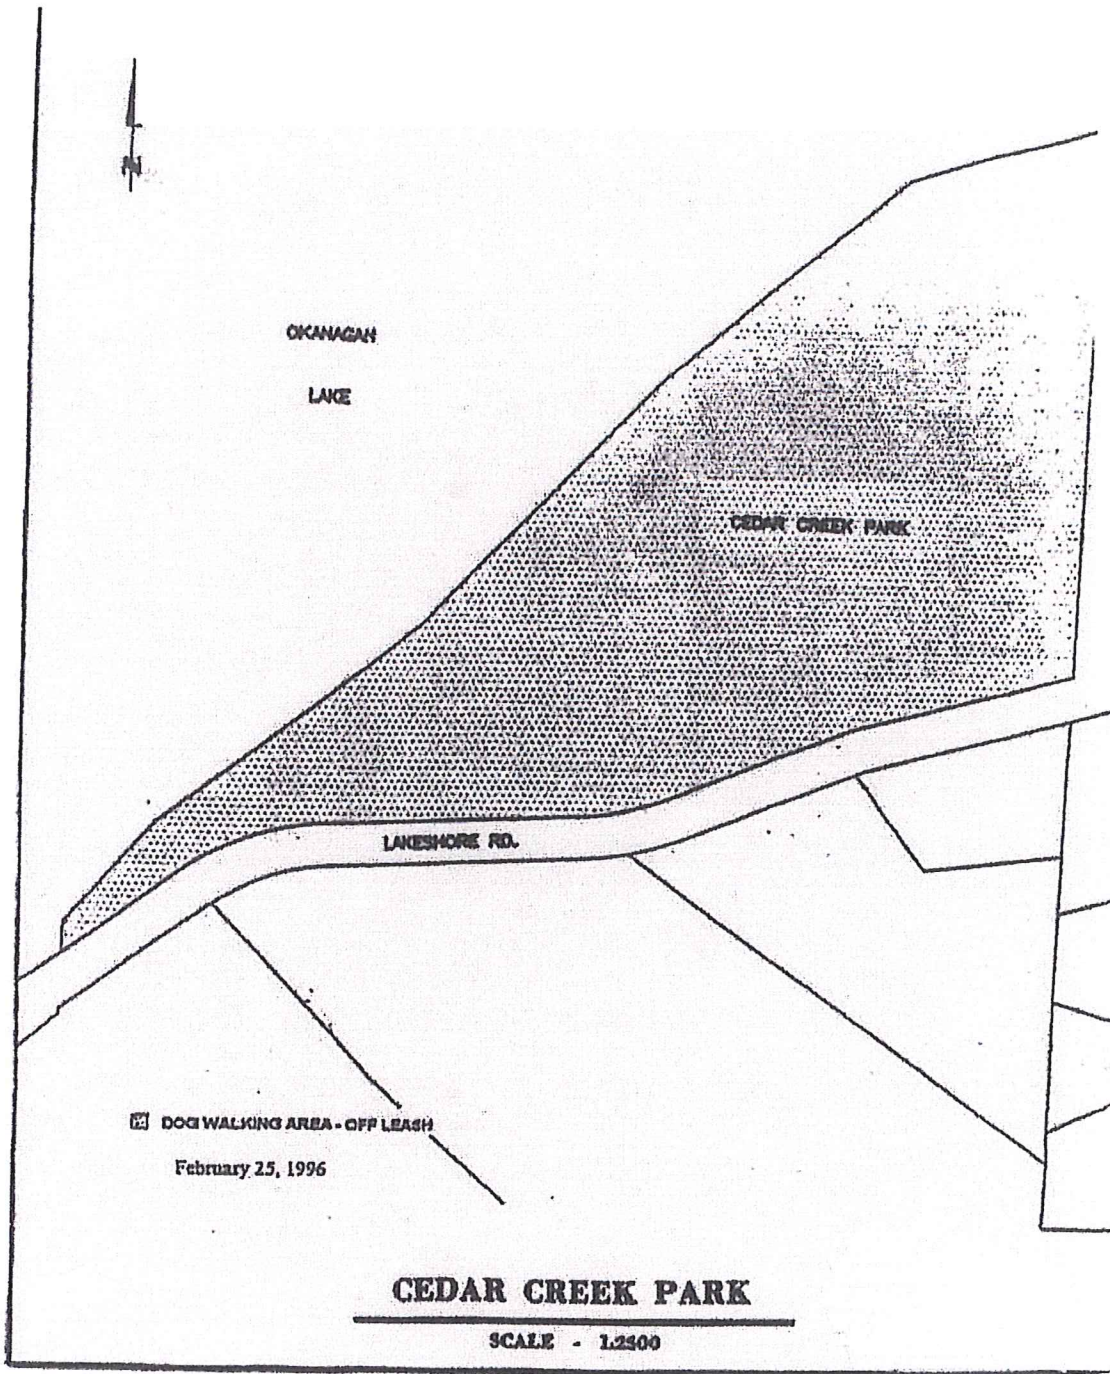 N
OKANAGAN
LAKE
CEDAR CREEK PARK
LAKESHORE RD.
DOG WALKING AREA - OFF LEASH
February 25, 1996
CEDAR CREEK PARK
SCALE - 1:2500